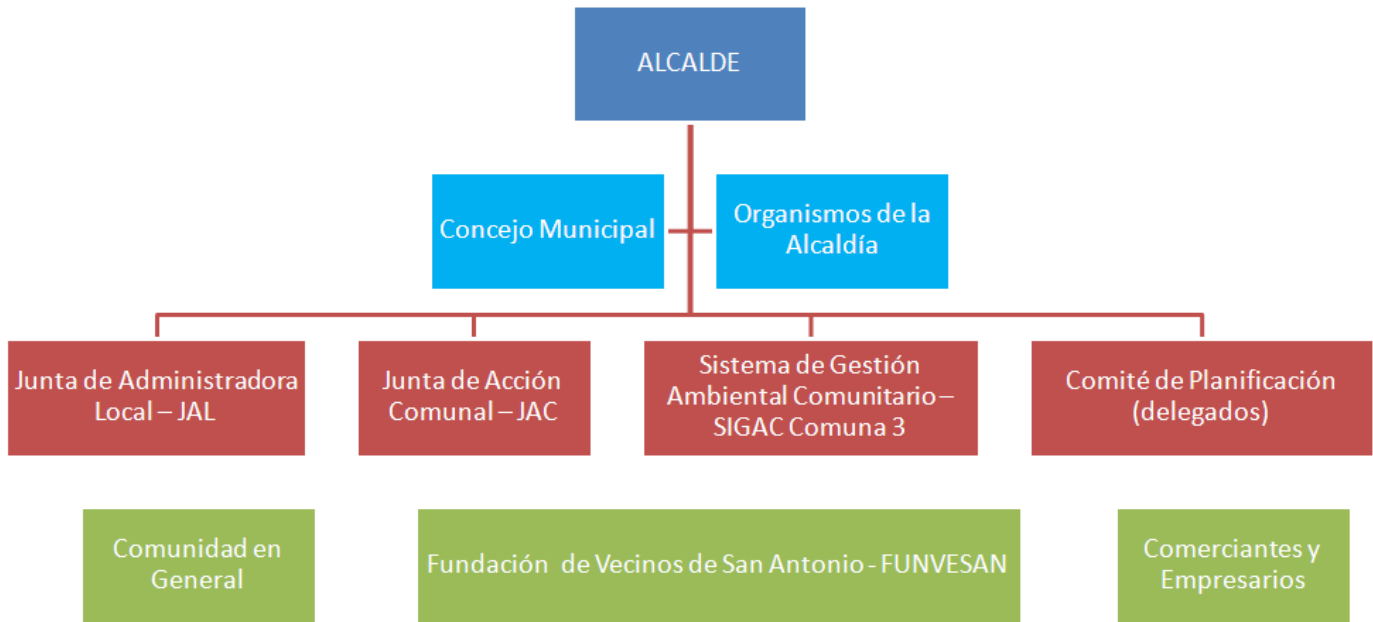 ALCALDE
Concejo Municipal
Organismos de la
Alcaldía
Junta de Administradora
Local – JAL
Junta de Acción
Comunal – JAC
Sistema de Gestión
Ambiental Comunitario –
SIGAC Comuna 3
Comité de Planificación
(delegados)
Comunidad en
General
Fundación de Vecinos de San Antonio - FUNVESAN
Comerciantes y
Empresarios